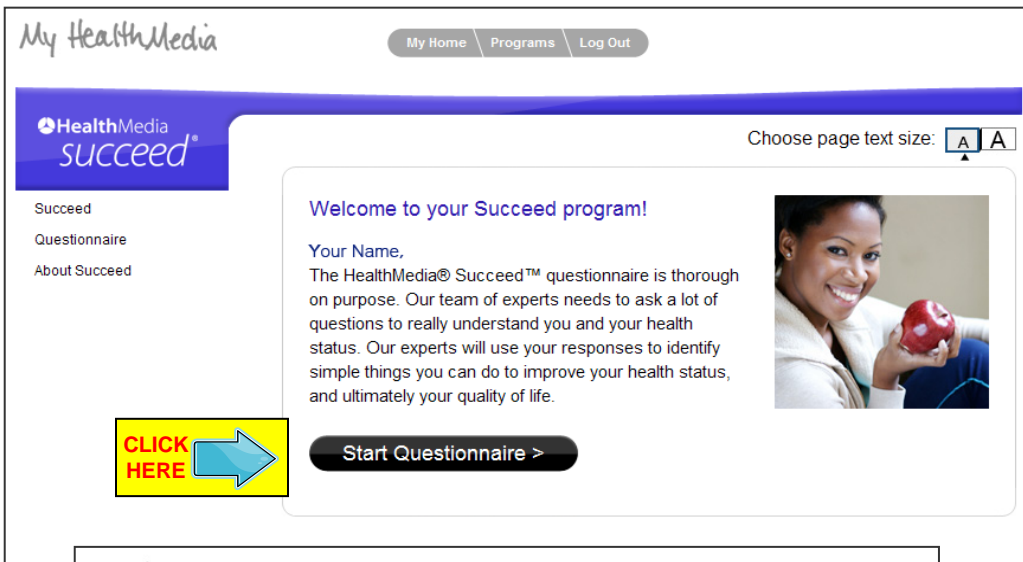 My HealthMedia
My Home \ Programs \ Log Out
HealthMedia
succeed®
Choose page text size: A A
Succeed
Questionnaire
About Succeed
Welcome to your Succeed program!
Your Name,
The HealthMedia® Succeed™ questionnaire is thorough
on purpose. Our team of experts needs to ask a lot of
questions to really understand you and your health
status. Our experts will use your responses to identify
simple things you can do to improve your health status,
and ultimately your quality of life.
CLICK
HERE
Start Questionnaire >